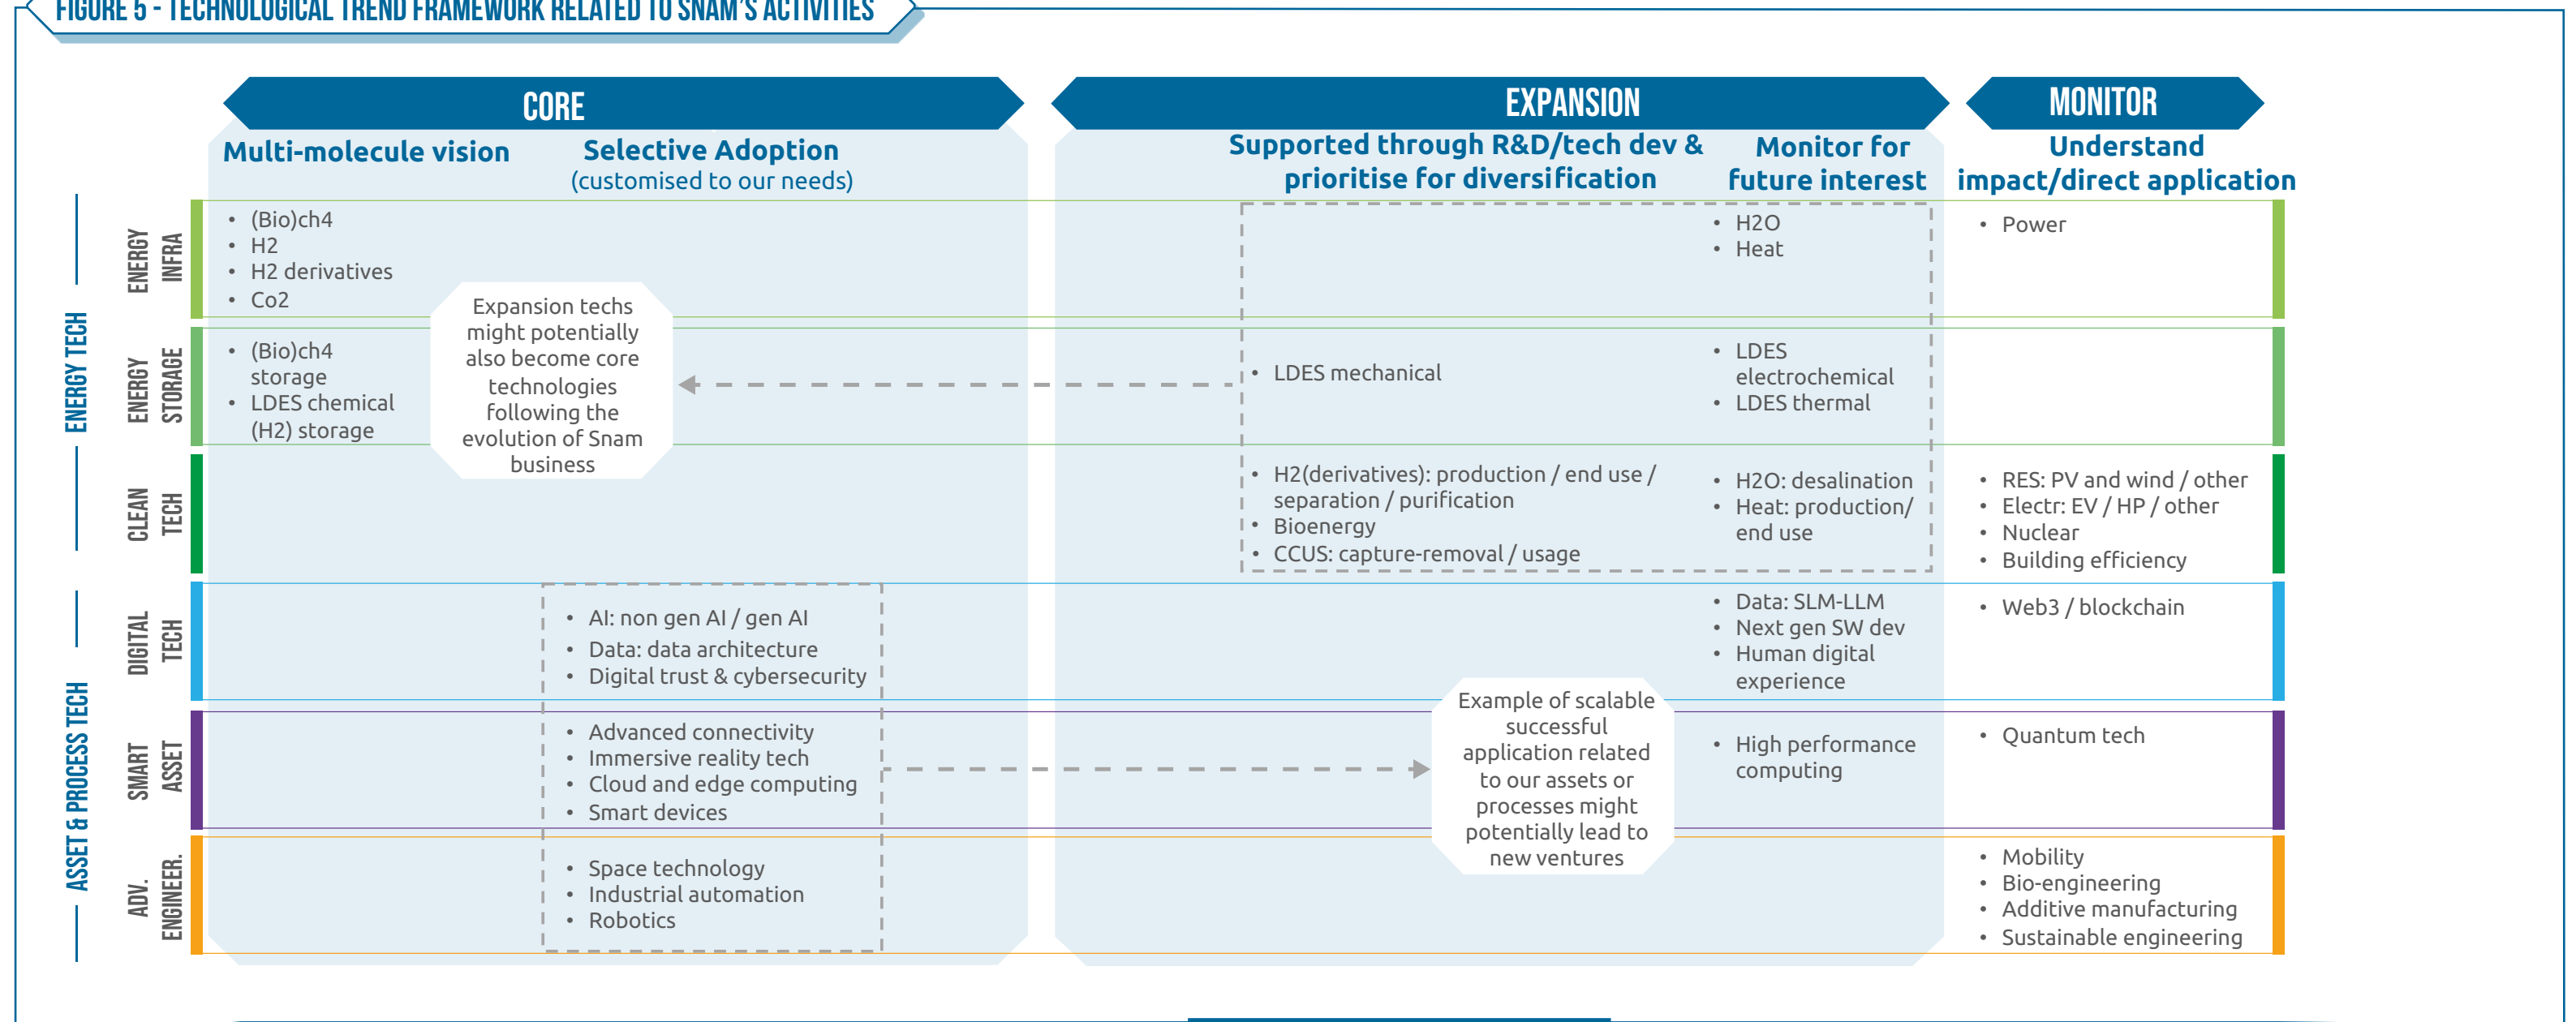 FIGURE 5 - TECHNOLOGICAL TREND FRAMEWORK RELATED TO SNAM'S ACTIVITIES
CORE
EXPANSION
MONITOR
Multi-molecule vision
Selective Adoption
(customised to our needs)
Supported through R&D/tech dev &
prioritise for diversification
Monitor for
future interest
Understand
impact/direct application
ENERGY TECH
ENERGY
INFRA
• (Bio)ch4
• H2
• H2 derivatives
• Co2
• H2O
• Heat
• Power
Expansion techs
might potentially
also become core
technologies
following the
evolution of Snam
business
ENERGY
STORAGE
• (Bio)ch4
storage
• LDES chemical
(H2) storage
• LDES mechanical
• LDES
electrochemical
• LDES thermal
CLEAN
TECH
• H2(derivatives): production / end use /
separation / purification
• Bioenergy
• CCUS: capture-removal / usage
• H2O: desalination
• Heat: production/
end use
• RES: PV and wind / other
• Electr: EV / HP / other
• Nuclear
• Building efficiency
ASSET & PROCESS TECH
DIGITAL
TECH
• AI: non gen AI / gen AI
• Data: data architecture
• Digital trust & cybersecurity
• Data: SLM-LLM
• Next gen SW dev
• Human digital
experience
• Web3 / blockchain
SMART
ASSET
• Advanced connectivity
• Immersive reality tech
• Cloud and edge computing
• Smart devices
Example of scalable
successful
application related
to our assets or
processes might
potentially lead to
new ventures
• High performance
computing
• Quantum tech
ADV.
ENGINEER.
• Space technology
• Industrial automation
• Robotics
• Mobility
• Bio-engineering
• Additive manufacturing
• Sustainable engineering